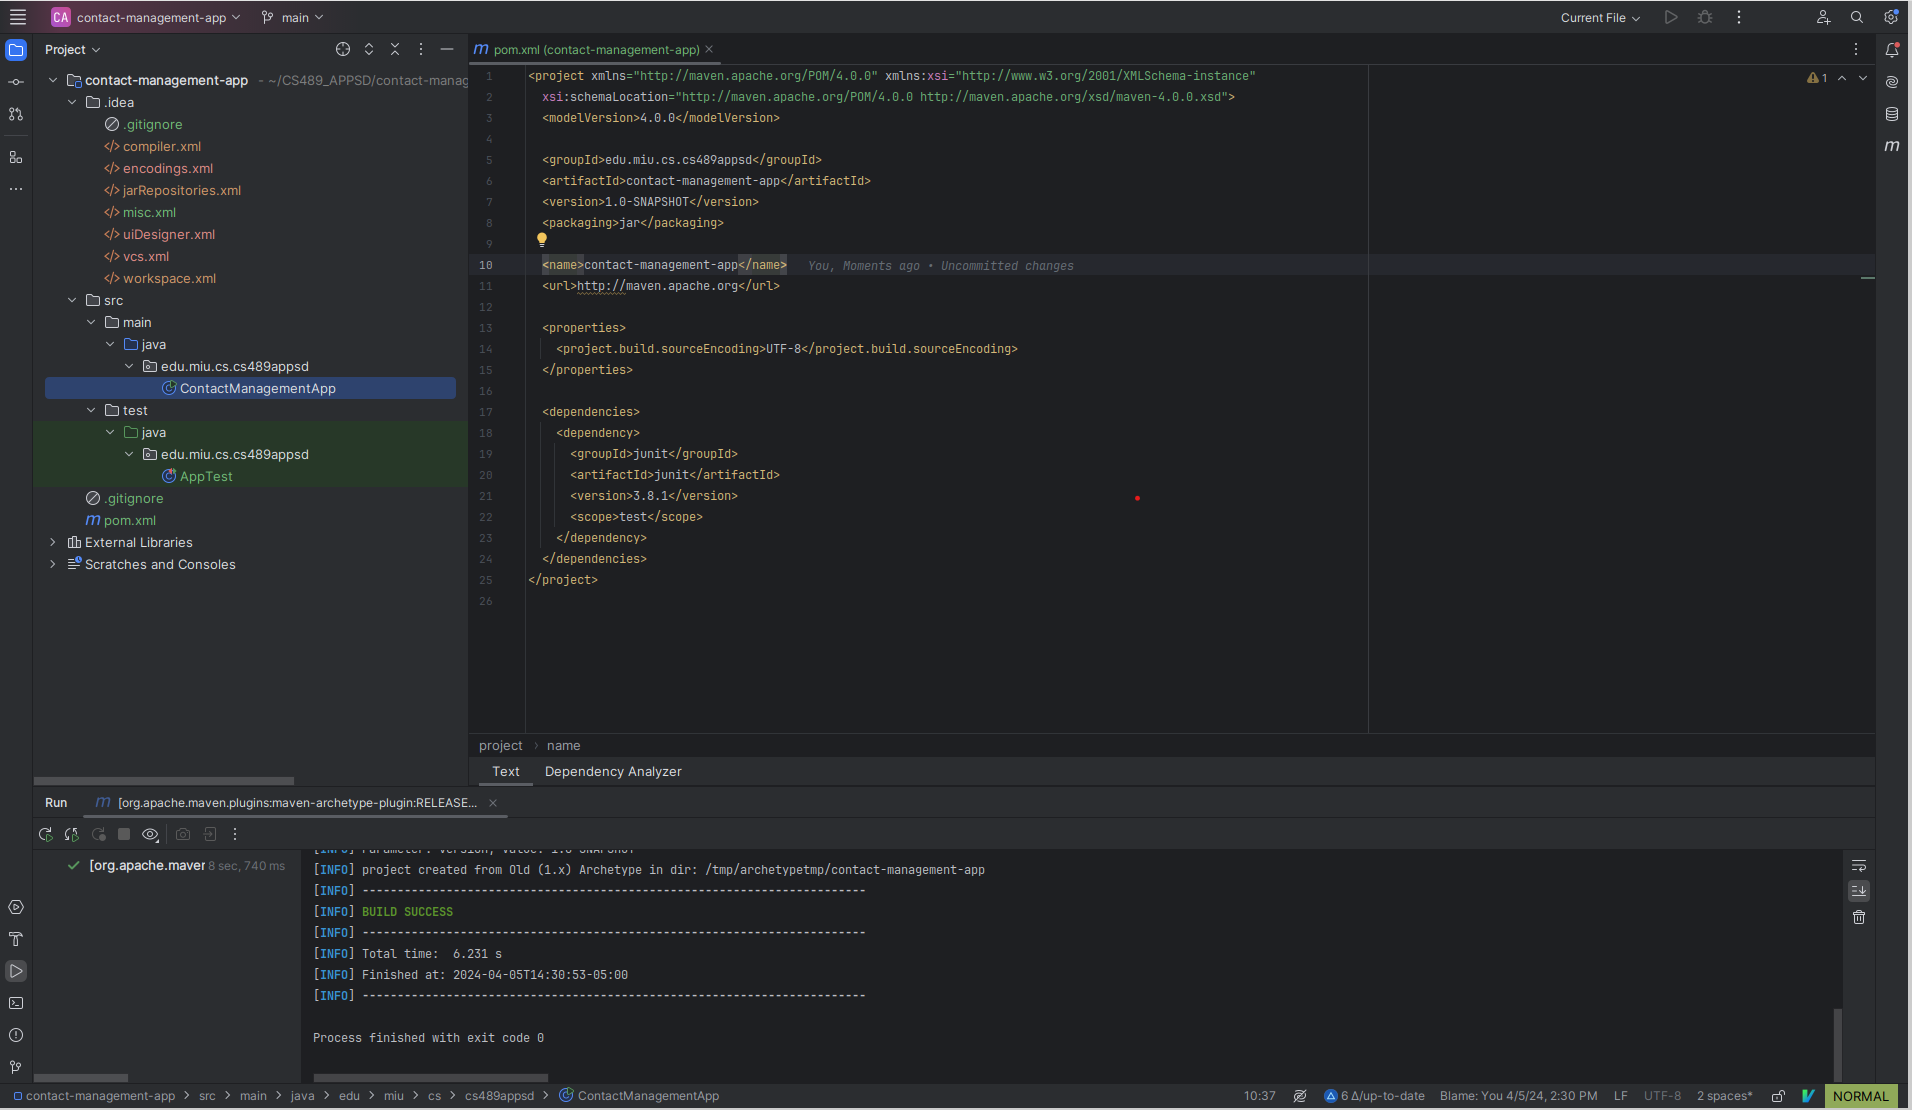 CA contact-management-app main Current File
Project
contact-management-app - ~/CS489_APPSD/contact-manag
.idea
.gitignore
compiler.xml
encodings.xml
jarRepositories.xml
misc.xml
uiDesigner.xml
vcs.xml
workspace.xml
src
main
java
edu.miu.cs.cs489appsd
ContactManagementApp
test
java
edu.miu.cs.cs489appsd
AppTest
.gitignore
pom.xml
External Libraries
Scratches and Consoles
pom.xml (contact-management-app)
1 <project xmlns="http://maven.apache.org/POM/4.0.0" xmlns:xsi="http://www.w3.org/2001/XMLSchema-instance"
2 xsi:schemaLocation="http://maven.apache.org/POM/4.0.0 http://maven.apache.org/xsd/maven-4.0.0.xsd">
3 <modelVersion>4.0.0</modelVersion>
4
5 <groupId>edu.miu.cs.cs489appsd</groupId>
6 <artifactId>contact-management-app</artifactId>
7 <version>1.0-SNAPSHOT</version>
8 <packaging>jar</packaging>
9
10 <name>contact-management-app</name> You, Moments ago • Uncommitted changes
11 <url>http://maven.apache.org</url>
12
13 <properties>
14 <project.build.sourceEncoding>UTF-8</project.build.sourceEncoding>
15 </properties>
16
17 <dependencies>
18 <dependency>
19 <groupId>junit</groupId>
20 <artifactId>junit</artifactId>
21 <version>3.8.1</version>
22 <scope>test</scope>
23 </dependency>
24 </dependencies>
25 </project>
26
1
project name
Text Dependency Analyzer
Run [org.apache.maven.plugins:maven-archetype-plugin:RELEASE...
[org.apache.maver 8 sec, 740 ms
[INFO] Parameter: version, Value: 1.0-SNAPSHOT
[INFO] project created from Old (1.x) Archetype in dir: /tmp/archetypetmp/contact-management-app
[INFO] ------------------------------------------------------------------------
[INFO] BUILD SUCCESS
[INFO] ------------------------------------------------------------------------
[INFO] Total time:  6.231 s
[INFO] Finished at: 2024-04-05T14:30:53-05:00
[INFO] ------------------------------------------------------------------------
Process finished with exit code 0
contact-management-app src main java edu miu cs cs489appsd ContactManagementApp 10:37 6 Δ/up-to-date Blame: You 4/5/24, 2:30 PM LF UTF-8 2 spaces* NORMAL